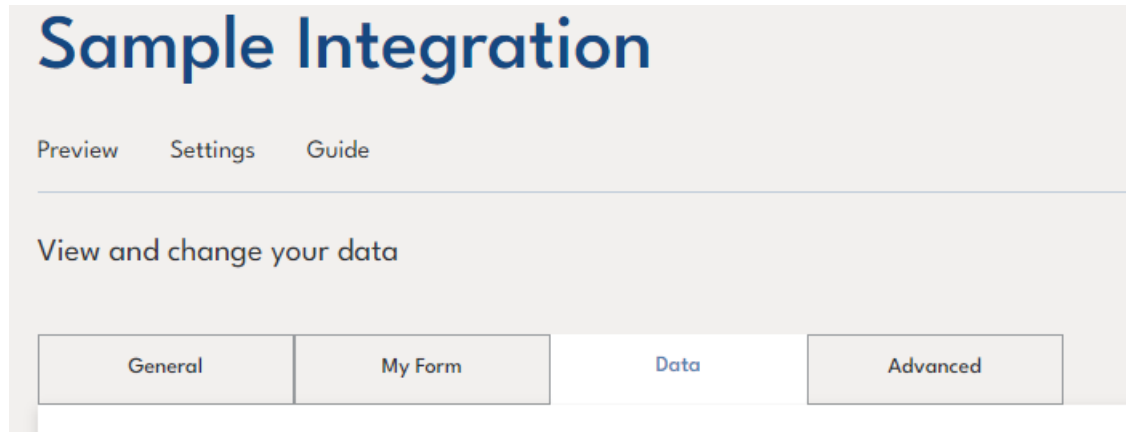 Sample Integration
Preview Settings Guide
View and change your data
General My Form Data Advanced